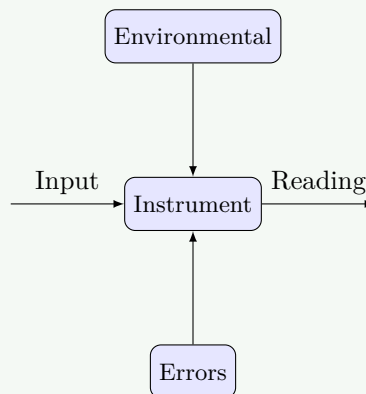 Environmental
Input
Reading
Instrument
Errors